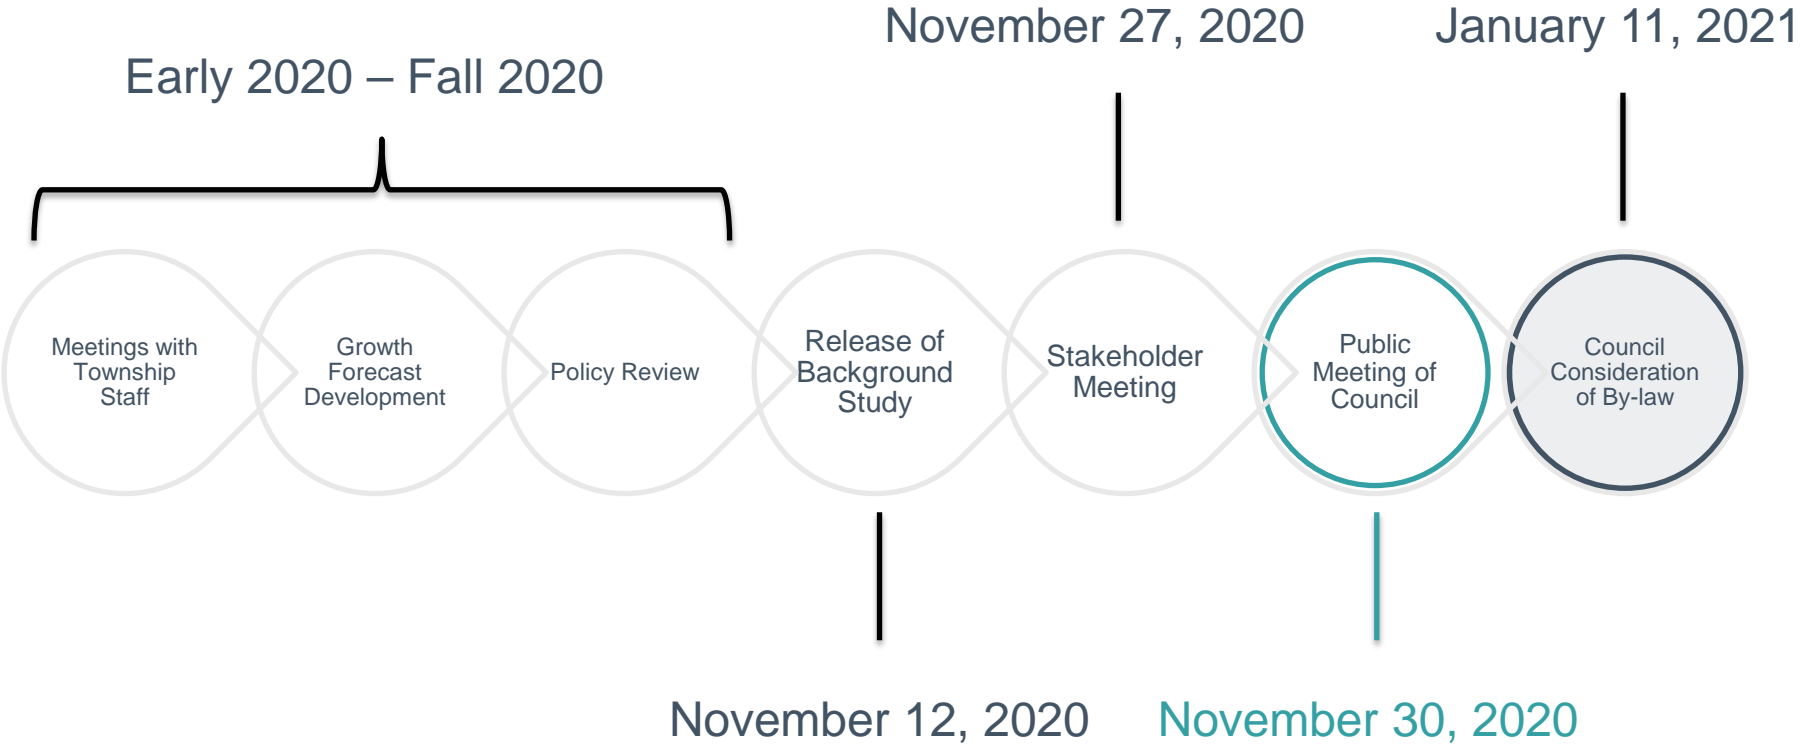 November 27, 2020
January 11, 2021
Early 2020 – Fall 2020
Meetings with
Township
Staff
Growth
Forecast
Development
Policy Review
Release of
Background
Study
Stakeholder
Meeting
Public
Meeting of
Council
Council
Consideration
of By-law
November 12, 2020
November 30, 2020